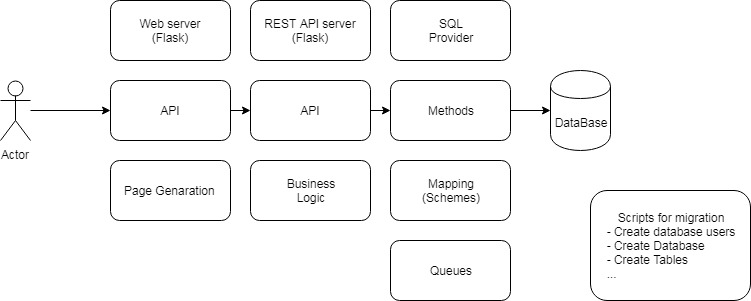 Web server
(Flask)
REST API server
(Flask)
SQL
Provider
API
API
Methods
DataBase
Actor
Page Genaration
Business
Logic
Mapping
(Schemes)
Scripts for migration
- Create database users
- Create Database
- Create Tables
...
Queues